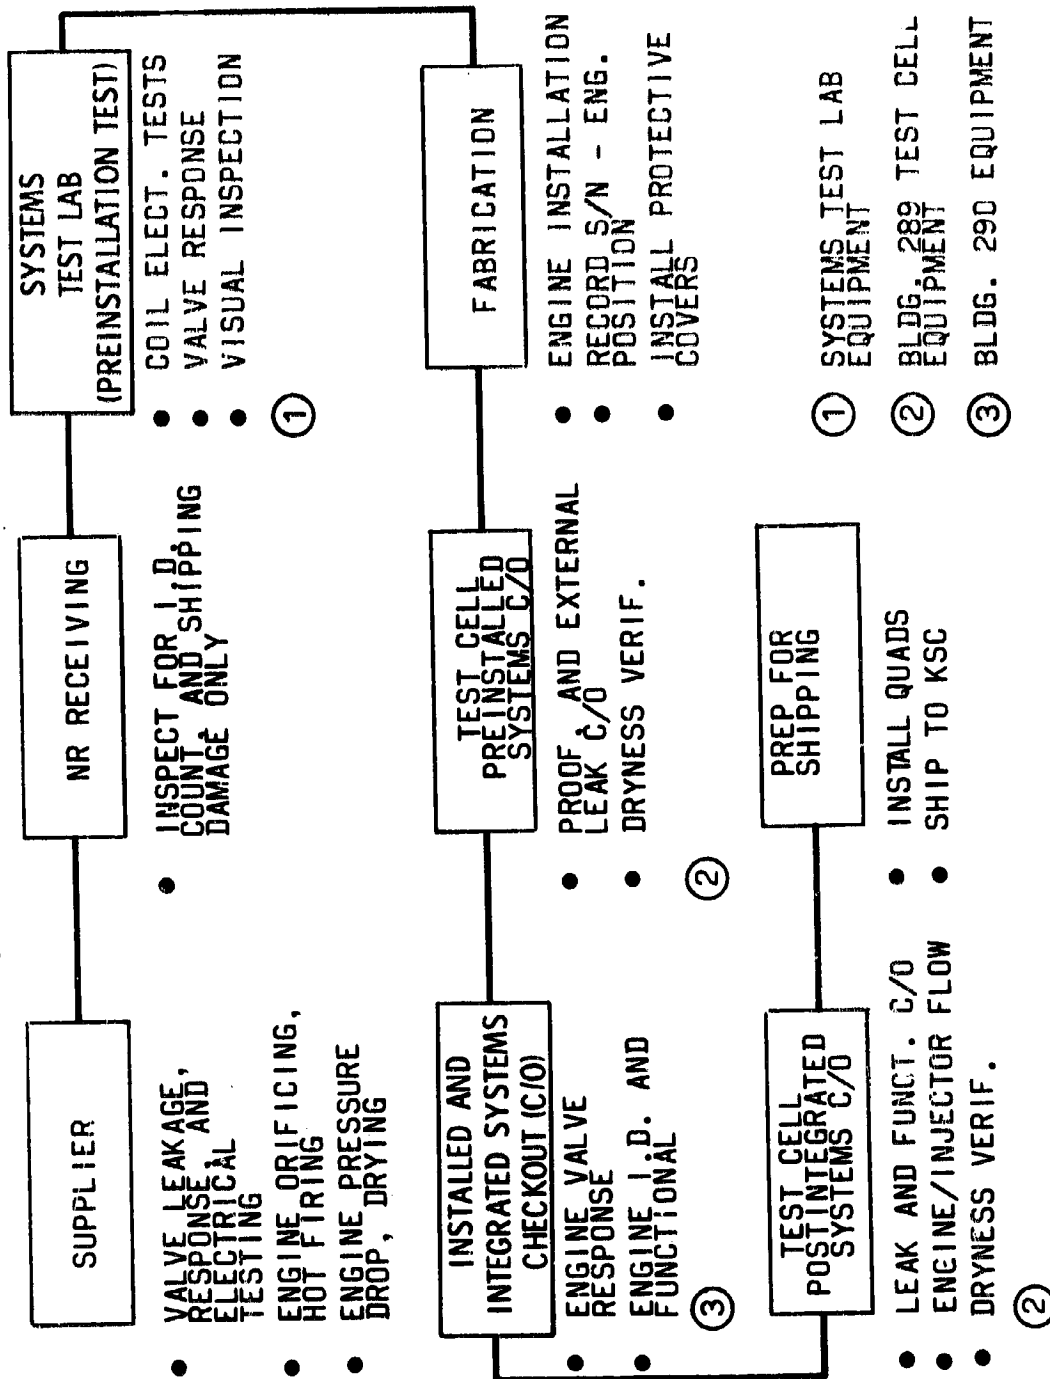 SUPPLIER
● VALVE LEAKAGE,
RESPONSE, AND
ELECTRICAL
TESTING
● ENGINE ORIFICING,
HOT FIRING
● ENGINE PRESSURE
DROP, DRYING
NR RECEIVING
● INSPECT FOR I.D.
COUNT, AND SHIPPING
DAMAGE ONLY
SYSTEMS
TEST LAB
(PREINSTALLATION TEST)
● COIL ELECT. TESTS
● VALVE RESPONSE
● VISUAL INSPECTION
①
FABRICATION
● ENGINE INSTALLATION
● RECORD S/N - ENG.
POSITION
● INSTALL PROTECTIVE
COVERS
TEST CELL
PREINSTALLED
SYSTEMS C/O
● PROOF, AND EXTERNAL
LEAK C/O
● DRYNESS VERIF.
②
INSTALLED AND
INTEGRATED SYSTEMS
CHECKOUT (C/O)
● ENGINE VALVE
RESPONSE
● ENGINE I.D. AND
FUNCTIONAL
③
TEST CELL
POSTINTEGRATED
SYSTEMS C/O
● LEAK AND FUNCT. C/O
● ENGINE/INJECTOR FLOW
● DRYNESS VERIF.
②
PREP FOR
SHIPPING
● INSTALL QUADS
● SHIP TO KSC
① SYSTEMS TEST LAB
EQUIPMENT
② BLDG. 289 TEST CELL
EQUIPMENT
③ BLDG. 290 EQUIPMENT